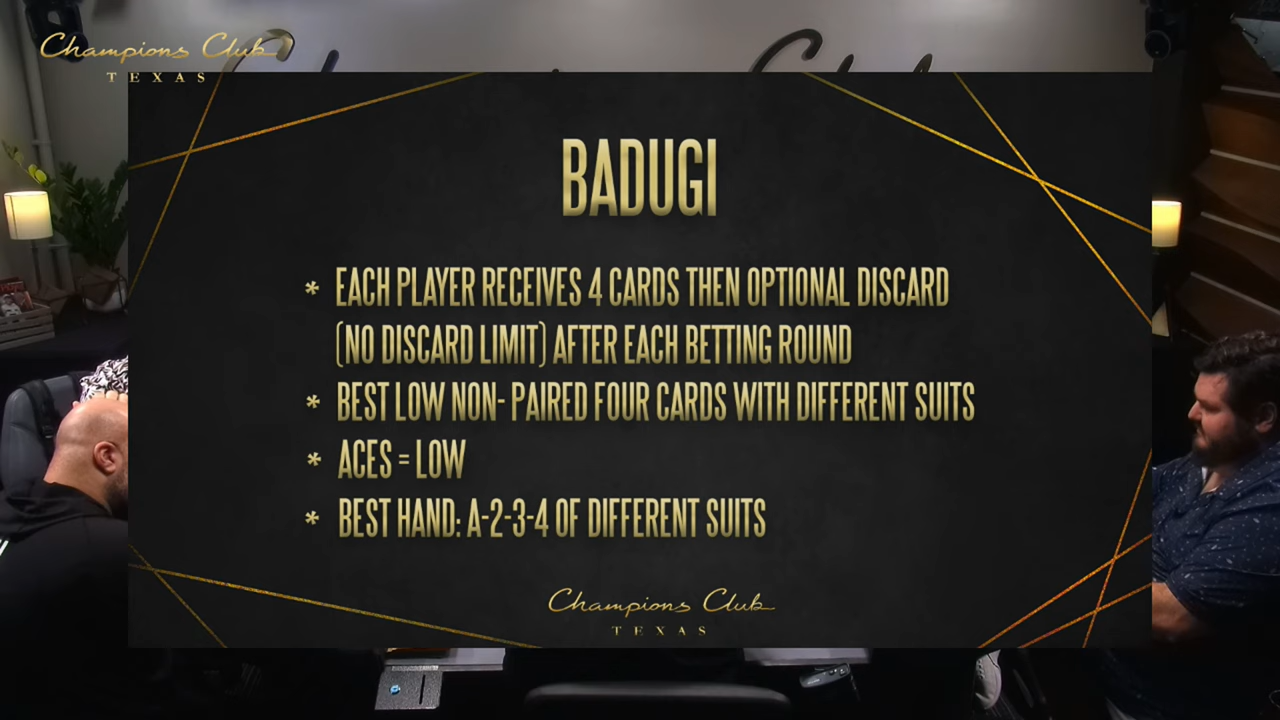 Champions Club
TEXAS
BADUGI
* EACH PLAYER RECEIVES 4 CARDS THEN OPTIONAL DISCARD
(NO DISCARD LIMIT) AFTER EACH BETTING ROUND
* BEST LOW NON- PAIRED FOUR CARDS WITH DIFFERENT SUITS
* ACES = LOW
* BEST HAND: A-2-3-4 OF DIFFERENT SUITS
Champions Club
TEXAS